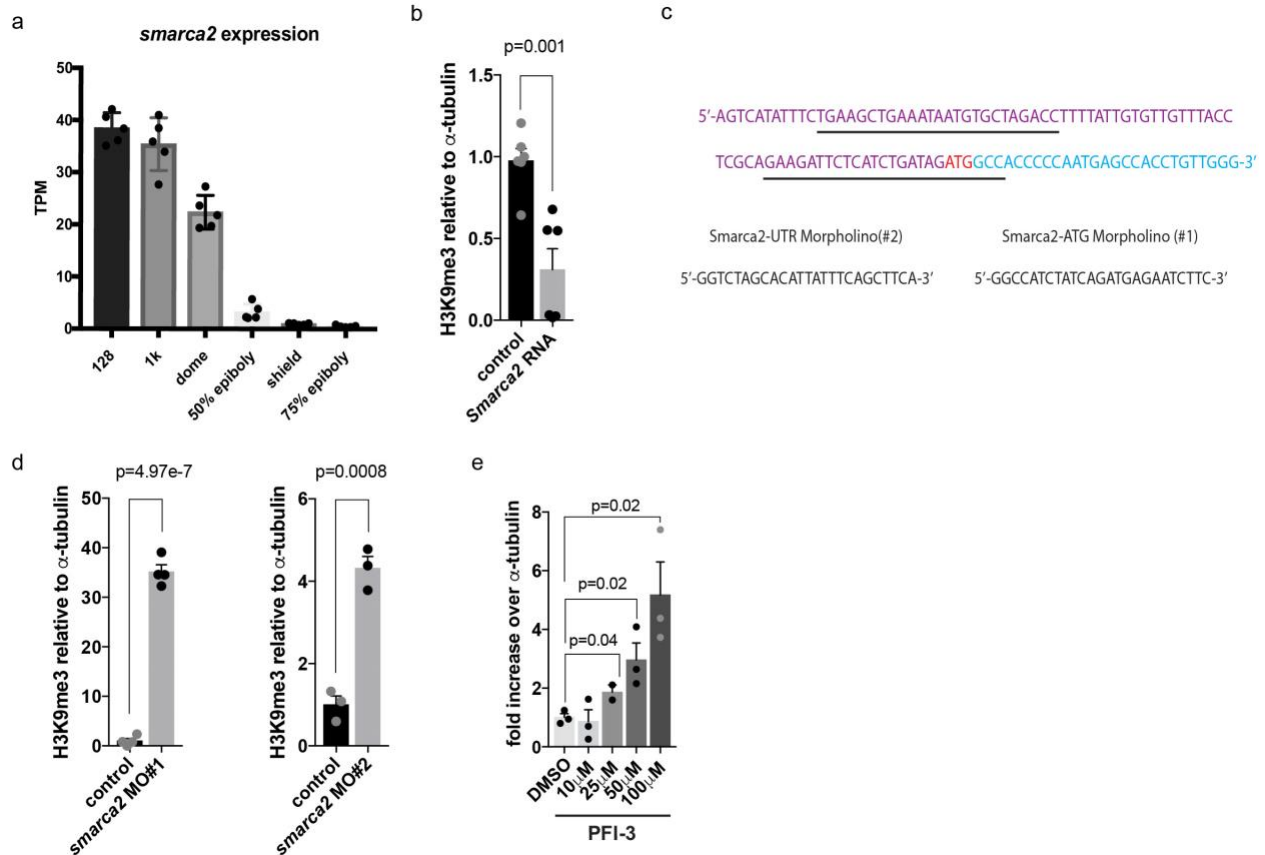 a
smarca2 expression
TPM
50
40
30
20
10
0
128
1k
dome
50% epiboly
shield
75% epiboly
b
p=0.001
H3K9me3 relative to α-tubulin
1.5
1.0
0.5
0.0
control
Smarca2 RNA
c
5’-AGTCATATTTCTGAAGCTGAAATAATGTGCTAGACCTTTTATTGTGTTGTTTACC
TCGCAGAAGATTCTCATCTGATAGATGGCCACCCCCAATGAGCCACCTGTTGGG-3’
Smarca2-UTR Morpholino(#2)
Smarca2-ATG Morpholino (#1)
5’-GGTCTAGCACATTATTTCAGCTTCA-3’
5’-GGCCATCTATCAGATGAGAATCTTC-3’
d
p=4.97e-7
H3K9me3 relative to α-tubulin
50
40
30
20
10
0
control
smarca2 MO#1
p=0.0008
H3K9me3 relative to α-tubulin
6
4
2
0
control
smarca2 MO#2
e
fold increase over α-tubulin
8
6
4
2
0
p=0.02
p=0.02
p=0.04
DMSO
10μM
25μM
50μM
100μM
PFI-3